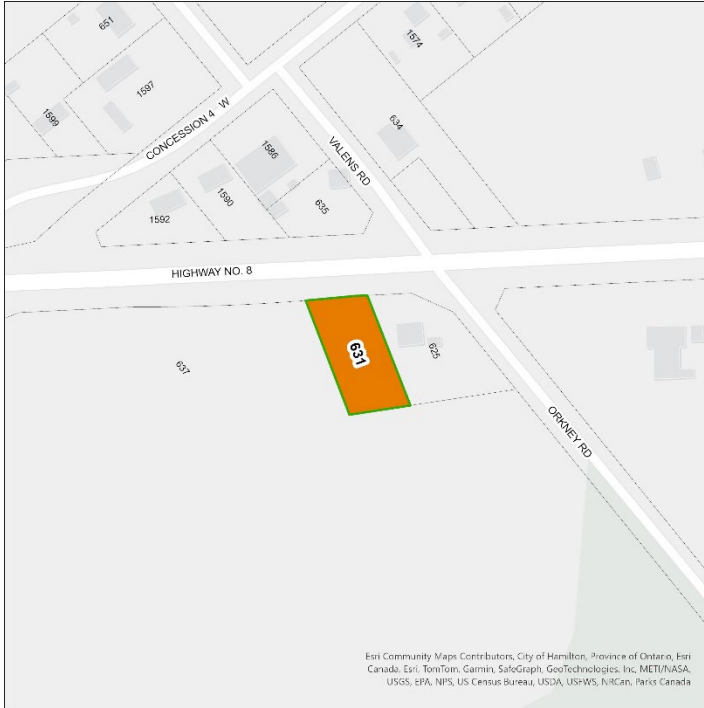 651
1574
1597
1599
CONCESSION 4 W
634
1586
VALENS RD
1590
635
1592
HIGHWAY NO. 8
631
625
637
ORKNEY RD
Esri Community Maps Contributors, City of Hamilton, Province of Ontario, Esri
Canada, Esri, TomTom, Garmin, SafeGraph, GeoTechnologies, Inc, METI/NASA,
USGS, EPA, NPS, US Census Bureau, USDA, USFWS, NRCan, Parks Canada